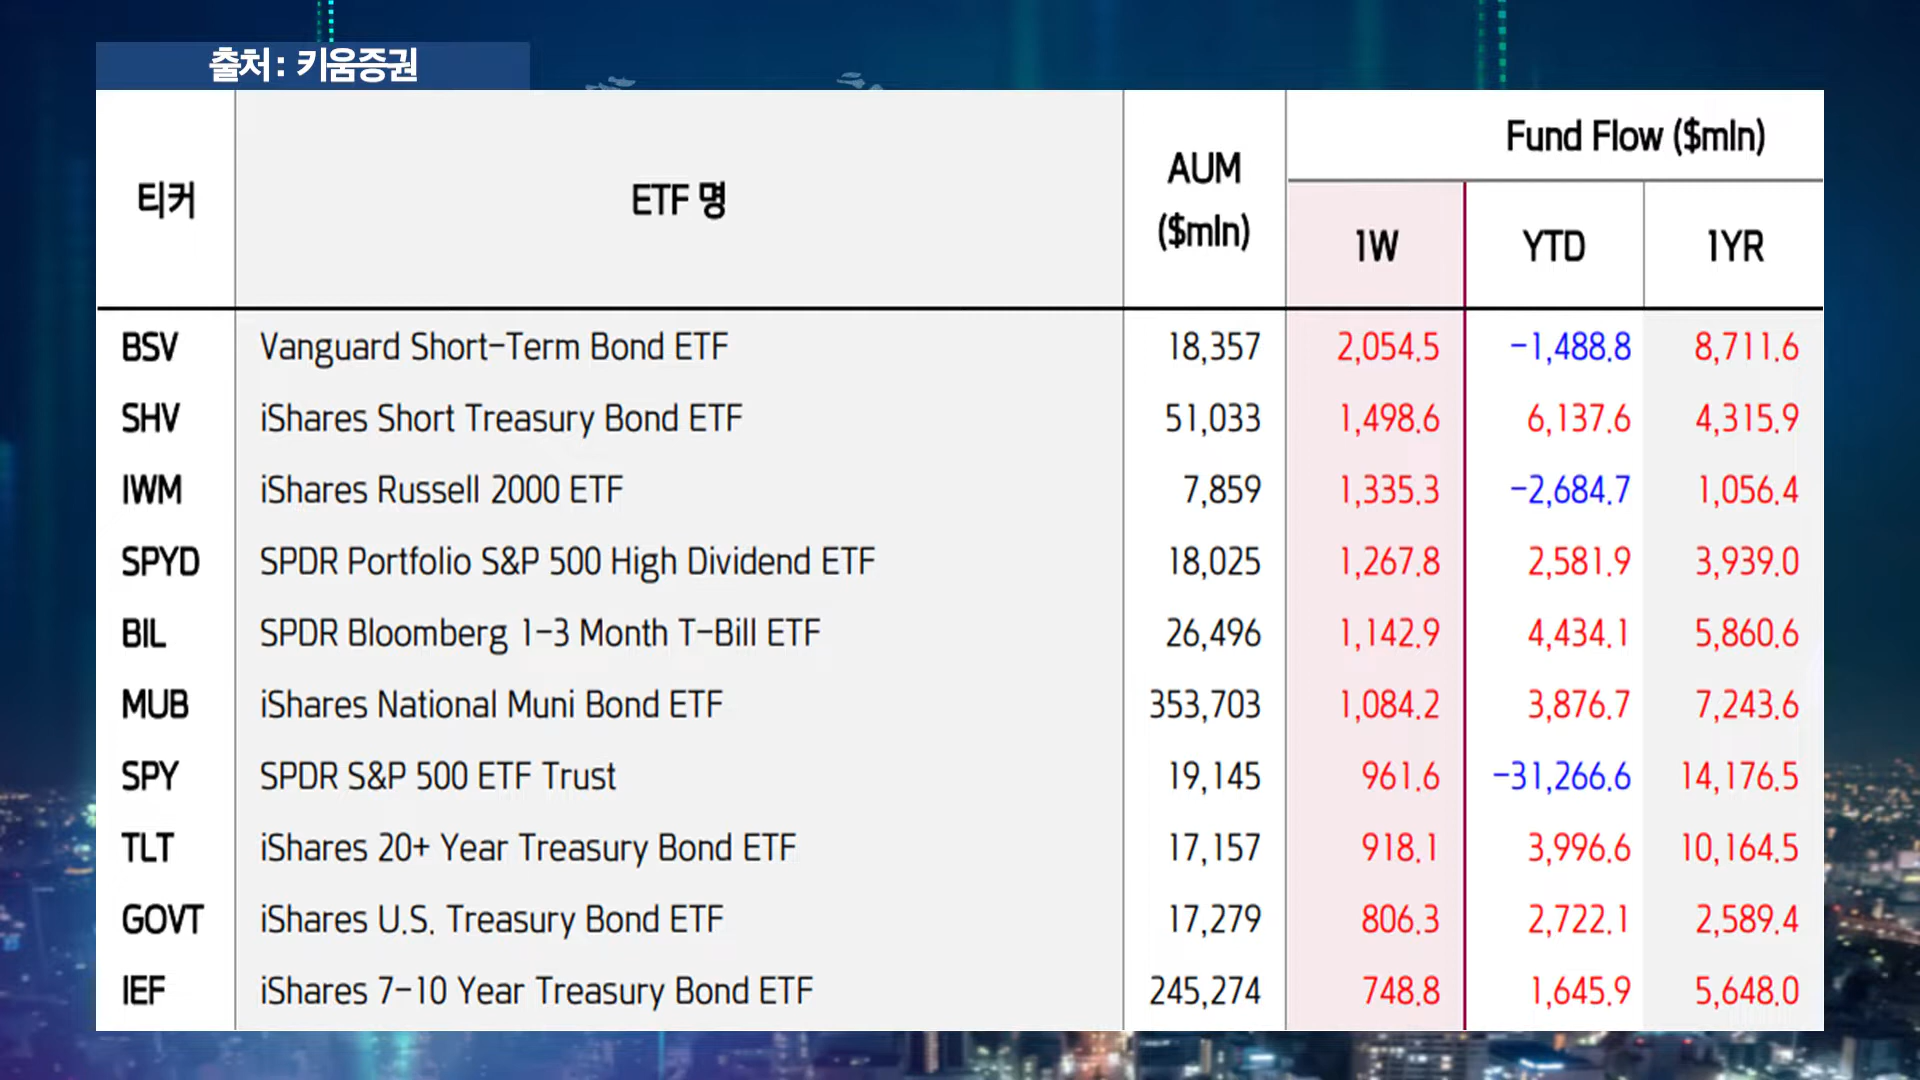 출처 : 키움증권
티커 ETF 명 AUM ($mln) Fund Flow ($mln)
1W YTD 1YR
BSV Vanguard Short-Term Bond ETF 18,357 2,054.5 -1,488.8 8,711.6
SHV iShares Short Treasury Bond ETF 51,033 1,498.6 6,137.6 4,315.9
IWM iShares Russell 2000 ETF 7,859 1,335.3 -2,684.7 1,056.4
SPYD SPDR Portfolio S&P 500 High Dividend ETF 18,025 1,267.8 2,581.9 3,939.0
BIL SPDR Bloomberg 1-3 Month T-Bill ETF 26,496 1,142.9 4,434.1 5,860.6
MUB iShares National Muni Bond ETF 353,703 1,084.2 3,876.7 7,243.6
SPY SPDR S&P 500 ETF Trust 19,145 961.6 -31,266.6 14,176.5
TLT iShares 20+ Year Treasury Bond ETF 17,157 918.1 3,996.6 10,164.5
GOVT iShares U.S. Treasury Bond ETF 17,279 806.3 2,722.1 2,589.4
IEF iShares 7-10 Year Treasury Bond ETF 245,274 748.8 1,645.9 5,648.0